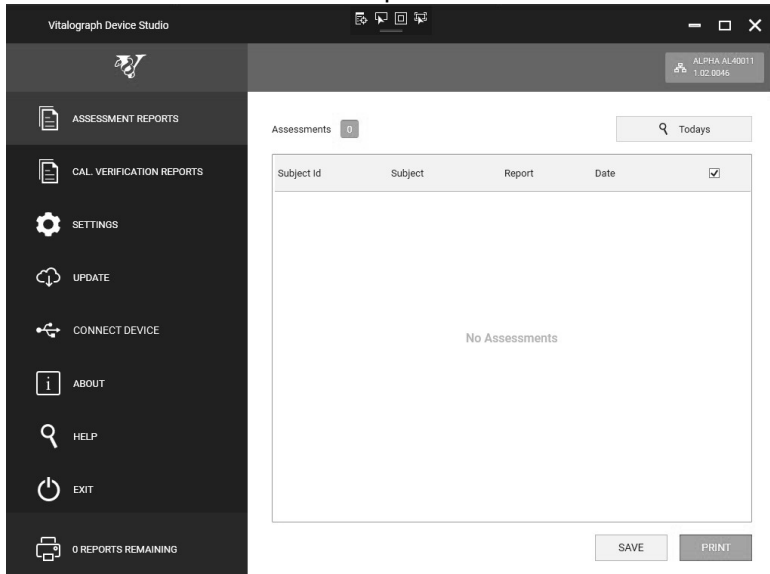 Vitalograph Device Studio
ALPHA AL40011
1.02.0046
ASSESSMENT REPORTS
CAL. VERIFICATION REPORTS
SETTINGS
UPDATE
CONNECT DEVICE
i ABOUT
HELP
EXIT
0 REPORTS REMAINING
Assessments 0
Todays
Subject Id Subject Report Date
No Assessments
SAVE PRINT